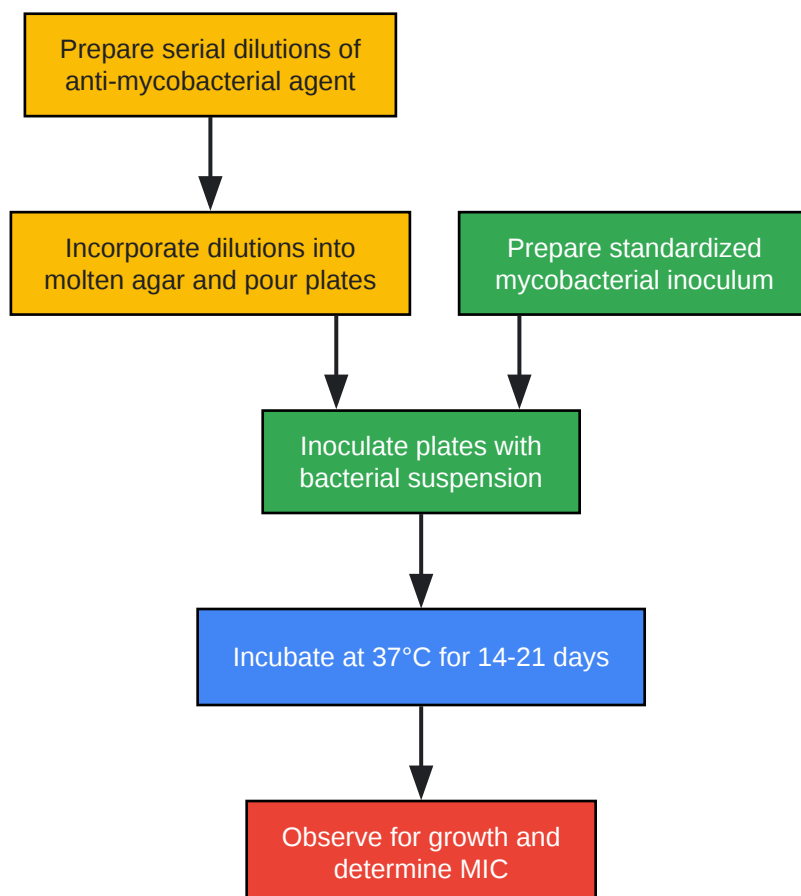 Prepare serial dilutions of
anti-mycobacterial agent
Incorporate dilutions into
molten agar and pour plates
Prepare standardized
mycobacterial inoculum
Inoculate plates with
bacterial suspension
Incubate at 37°C for 14-21 days
Observe for growth and
determine MIC